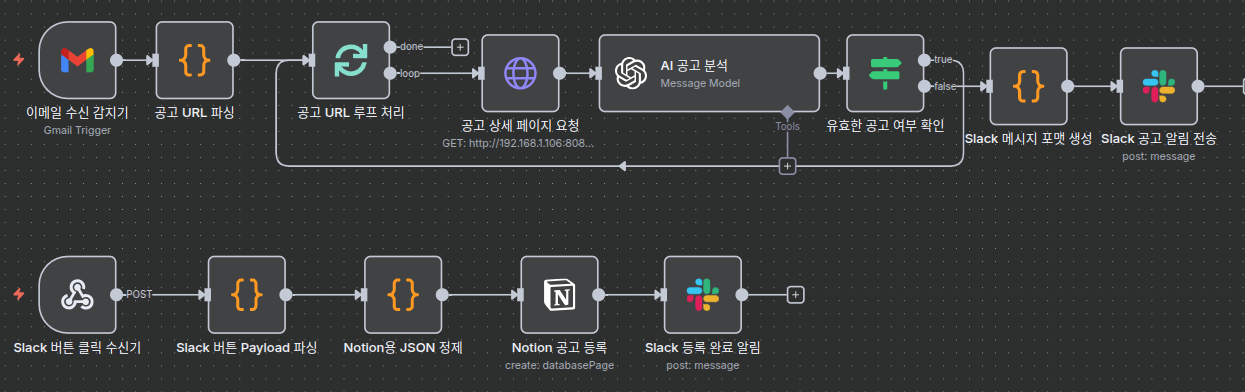 done
loop
true
false
AI 공고 분석
Message Model
Tools
이메일 수신 감지기
Gmail Trigger
공고 URL 파싱
공고 URL 루프 처리
공고 상세 페이지 요청
GET: http://192.168.1.106:808...
유효한 공고 여부 확인
Slack 메시지 포맷 생성
Slack 공고 알림 전송
post: message
POST
Slack 버튼 클릭 수신기
Slack 버튼 Payload 파싱
Notion용 JSON 정제
Notion 공고 등록
create: databasePage
Slack 등록 완료 알림
post: message